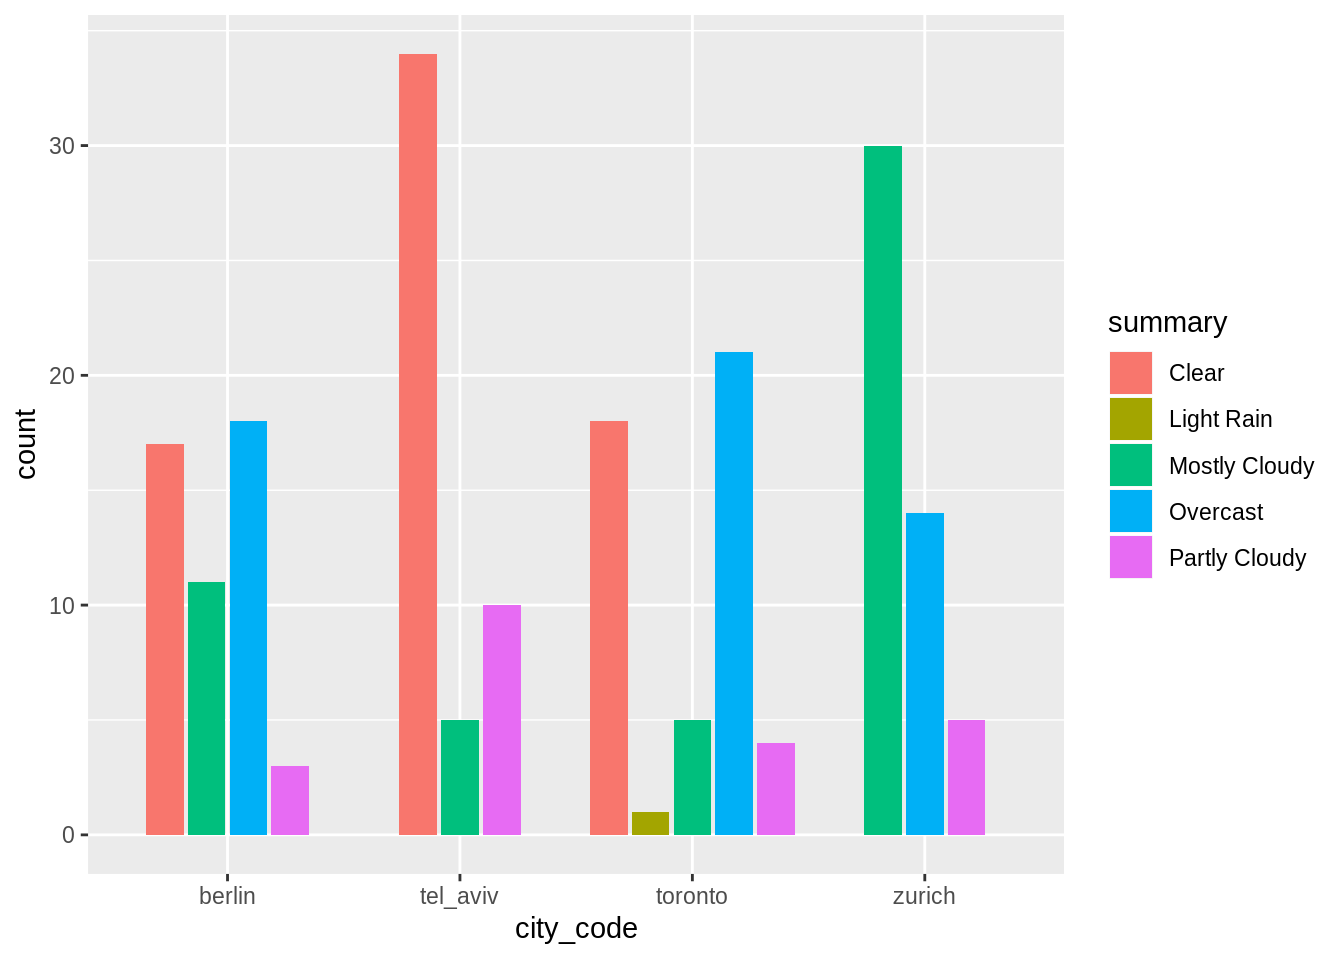 30
20
10
0
count
berlin
tel_aviv
toronto
zurich
city_code
summary
Clear
Light Rain
Mostly Cloudy
Overcast
Partly Cloudy